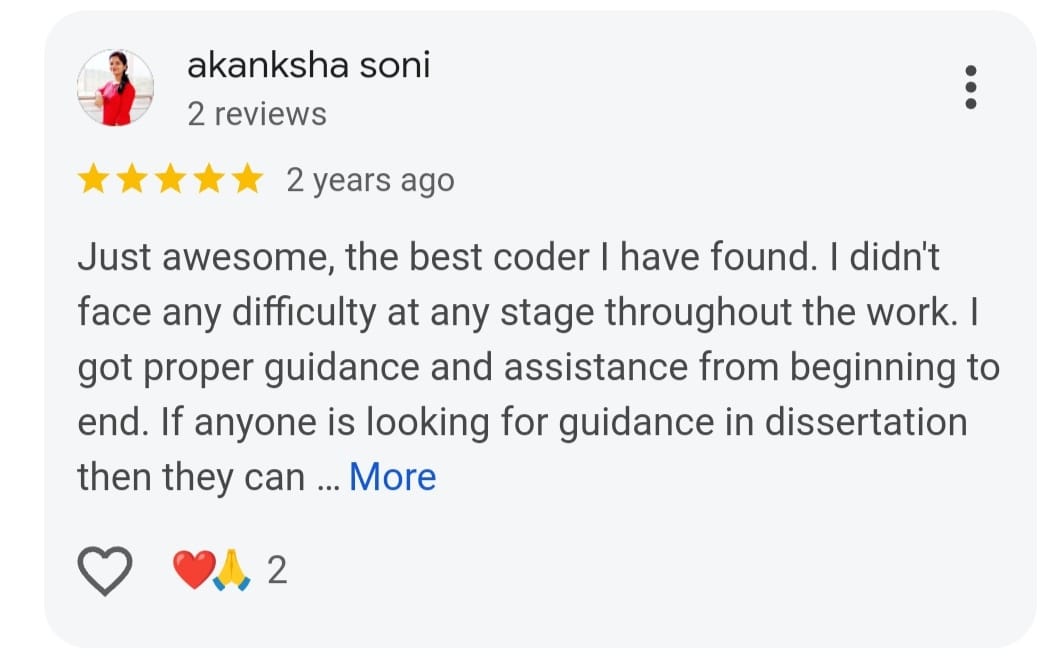 akanksha soni
2 reviews
2 years ago
Just awesome, the best coder I have found. I didn't
face any difficulty at any stage throughout the work. I
got proper guidance and assistance from beginning to
end. If anyone is looking for guidance in dissertation
then they can ... More
2